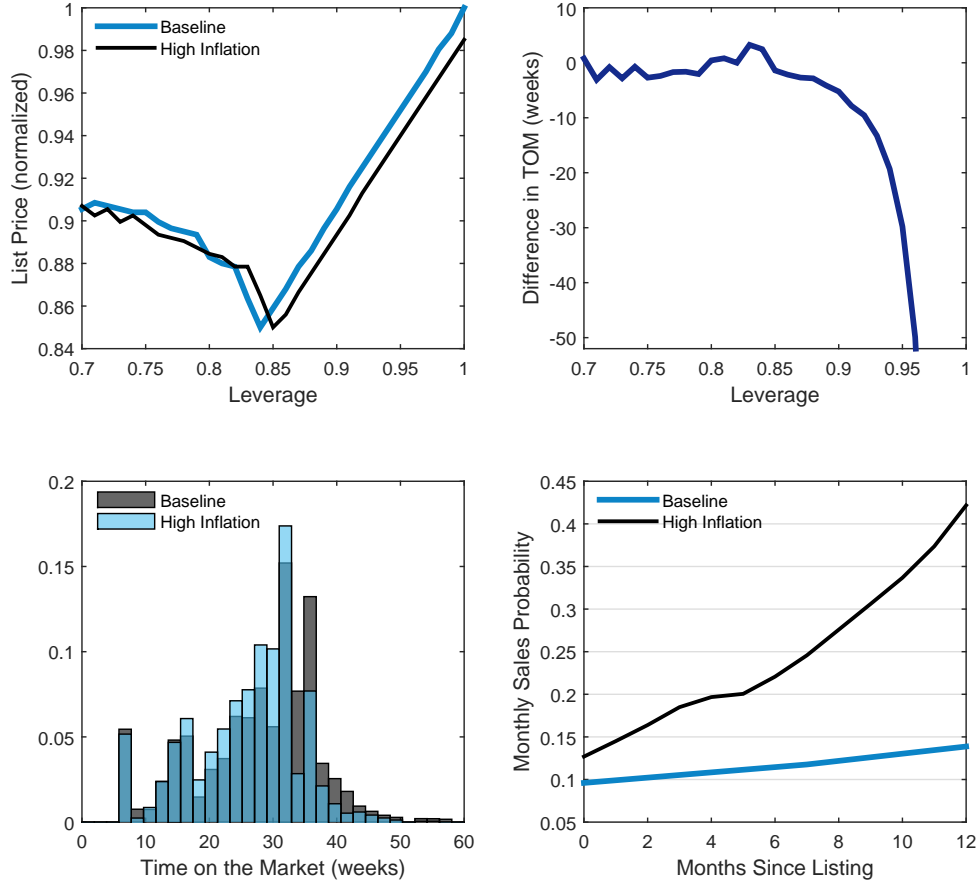 Baseline
High Inflation
List Price (normalized)
1
0.98
0.96
0.94
0.92
0.9
0.88
0.86
0.84
0.7 0.75 0.8 0.85 0.9 0.95 1
Leverage
Difference in TOM (weeks)
10
0
-10
-20
-30
-40
-50
0.7 0.75 0.8 0.85 0.9 0.95 1
Leverage
Baseline
High Inflation
0.2
0.15
0.1
0.05
0
0 10 20 30 40 50 60
Time on the Market (weeks)
Baseline
High Inflation
Monthly Sales Probability
0.45
0.4
0.35
0.3
0.25
0.2
0.15
0.1
0.05
0 2 4 6 8 10 12
Months Since Listing